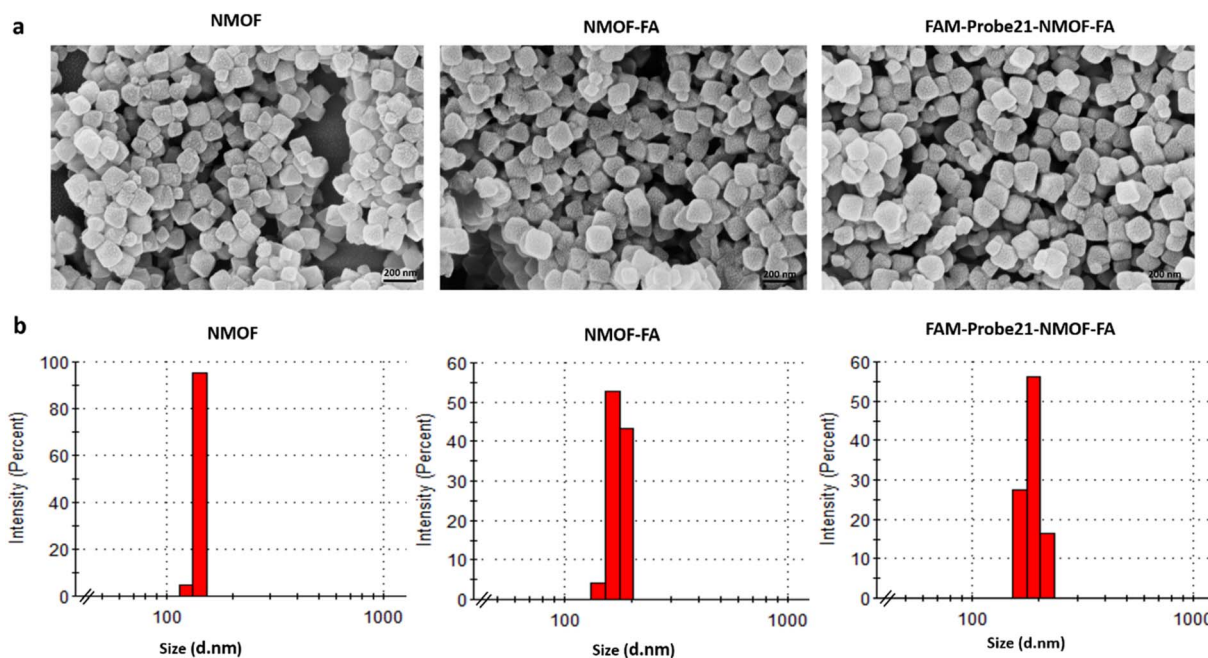 a
NMOF
NMOF-FA
FAM-Probe21-NMOF-FA
200 nm
200 nm
200 nm
b
NMOF
NMOF-FA
FAM-Probe21-NMOF-FA
Intensity (Percent)
100
80
60
40
20
0
100
1000
Size (d.nm)
Intensity (Percent)
60
50
40
30
20
10
0
100
1000
Size (d.nm)
Intensity (Percent)
60
50
40
30
20
10
0
100
1000
Size (d.nm)